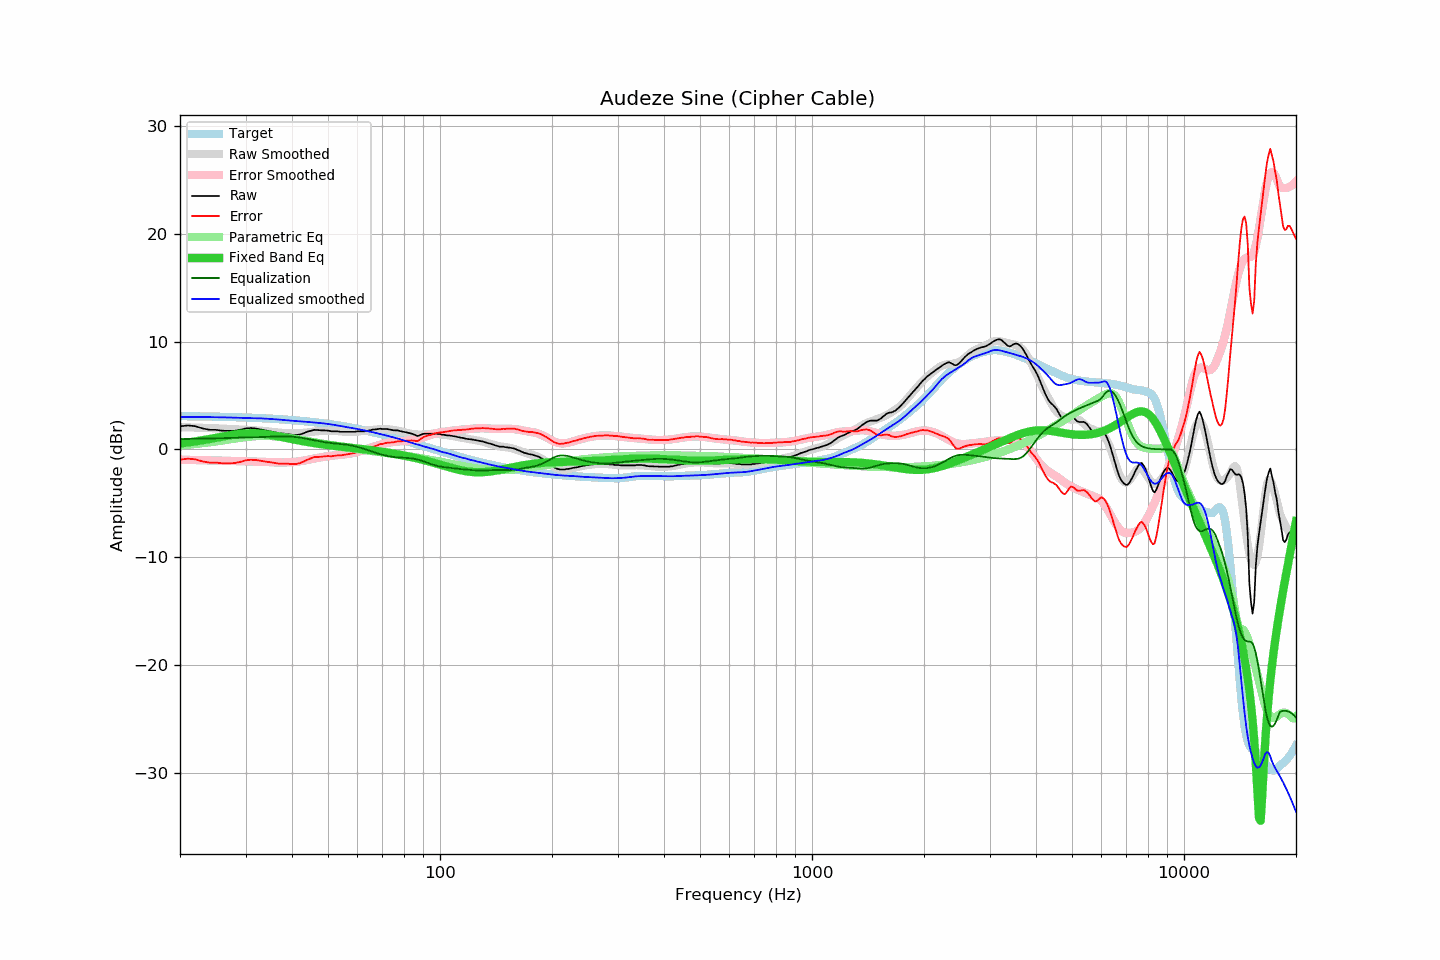 Audeze Sine (Cipher Cable)
30
20
10
0
−10
−20
−30
Amplitude (dBr)
Target
Raw Smoothed
Error Smoothed
Raw
Error
Parametric Eq
Fixed Band Eq
Equalization
Equalized smoothed
100
1000
10000
Frequency (Hz)